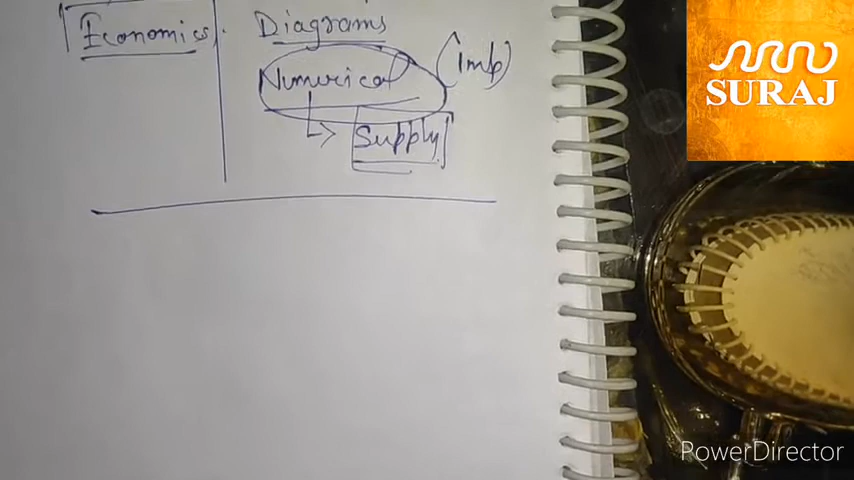 Economics. Diagrams
Numerical (Imp)
Supply
SURAJ
PowerDirector